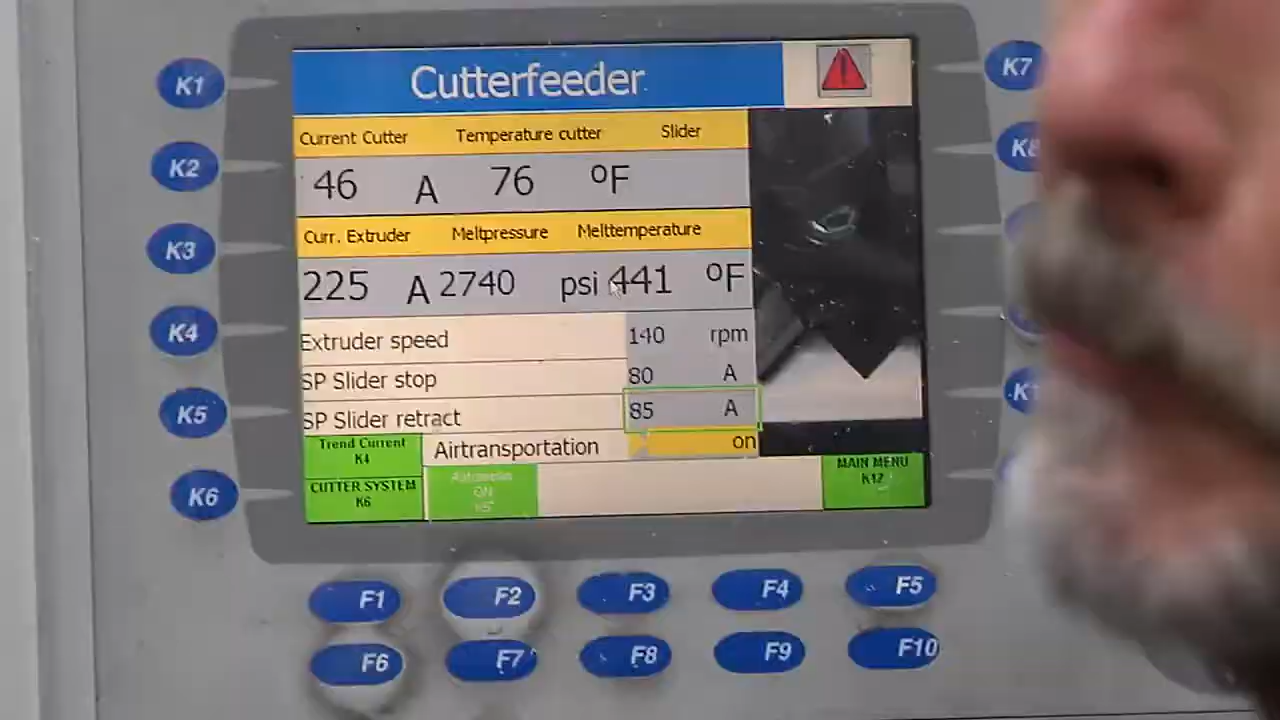 Cutterfeeder
Current Cutter Temperature cutter Slider
46 A 76 ºF
Curr. Extruder Meltpressure Melttemperature
225 A 2740 psi 441 ºF
Extruder speed 140 rpm
SP Slider stop 80 A
SP Slider retract 85 A
Trend Current
K4
Airtransportation on
CUTTER SYSTEM
K6
ON
MAIN MENU
K12
K1
K2
K3
K4
K5
K6
K7
K8
F1 F2 F3 F4 F5
F6 F7 F8 F9 F10